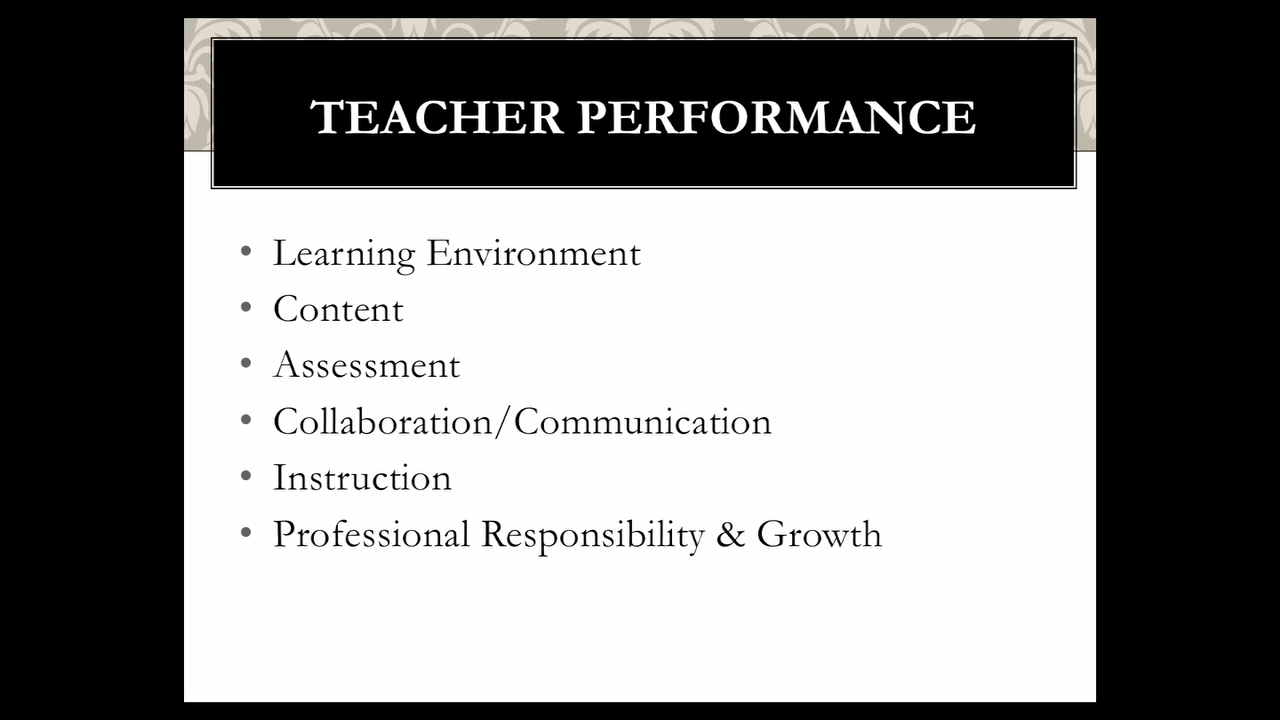 TEACHER PERFORMANCE
• Learning Environment
• Content
• Assessment
• Collaboration/Communication
• Instruction
• Professional Responsibility & Growth